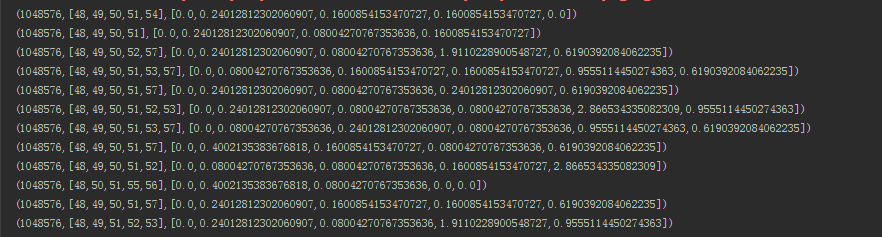 (1048576, [48, 49, 50, 51, 54], [0.0, 0.24012812302060907, 0.1600854153470727, 0.1600854153470727, 0.0])
(1048576, [48, 49, 50, 51], [0.0, 0.24012812302060907, 0.08004270767353636, 0.1600854153470727])
(1048576, [48, 49, 50, 52, 57], [0.0, 0.24012812302060907, 0.08004270767353636, 1.9110228900548727, 0.6190392084062235])
(1048576, [48, 49, 50, 51, 53, 57], [0.0, 0.08004270767353636, 0.1600854153470727, 0.1600854153470727, 0.9555114450274363, 0.6190392084062235])
(1048576, [48, 49, 50, 51, 57], [0.0, 0.24012812302060907, 0.08004270767353636, 0.24012812302060907, 0.6190392084062235])
(1048576, [48, 49, 50, 51, 52, 53], [0.0, 0.24012812302060907, 0.08004270767353636, 0.08004270767353636, 2.866534335082309, 0.9555114450274363])
(1048576, [48, 49, 50, 51, 53, 57], [0.0, 0.08004270767353636, 0.24012812302060907, 0.08004270767353636, 0.9555114450274363, 0.6190392084062235])
(1048576, [48, 49, 50, 51, 57], [0.0, 0.4002135383676818, 0.1600854153470727, 0.08004270767353636, 0.6190392084062235])
(1048576, [48, 49, 50, 51, 52], [0.0, 0.08004270767353636, 0.08004270767353636, 0.1600854153470727, 2.866534335082309])
(1048576, [48, 50, 51, 55, 56], [0.0, 0.4002135383676818, 0.08004270767353636, 0.0, 0.0])
(1048576, [48, 49, 50, 51, 57], [0.0, 0.24012812302060907, 0.1600854153470727, 0.1600854153470727, 0.6190392084062235])
(1048576, [48, 49, 51, 52, 53], [0.0, 0.24012812302060907, 0.08004270767353636, 1.9110228900548727, 0.9555114450274363])